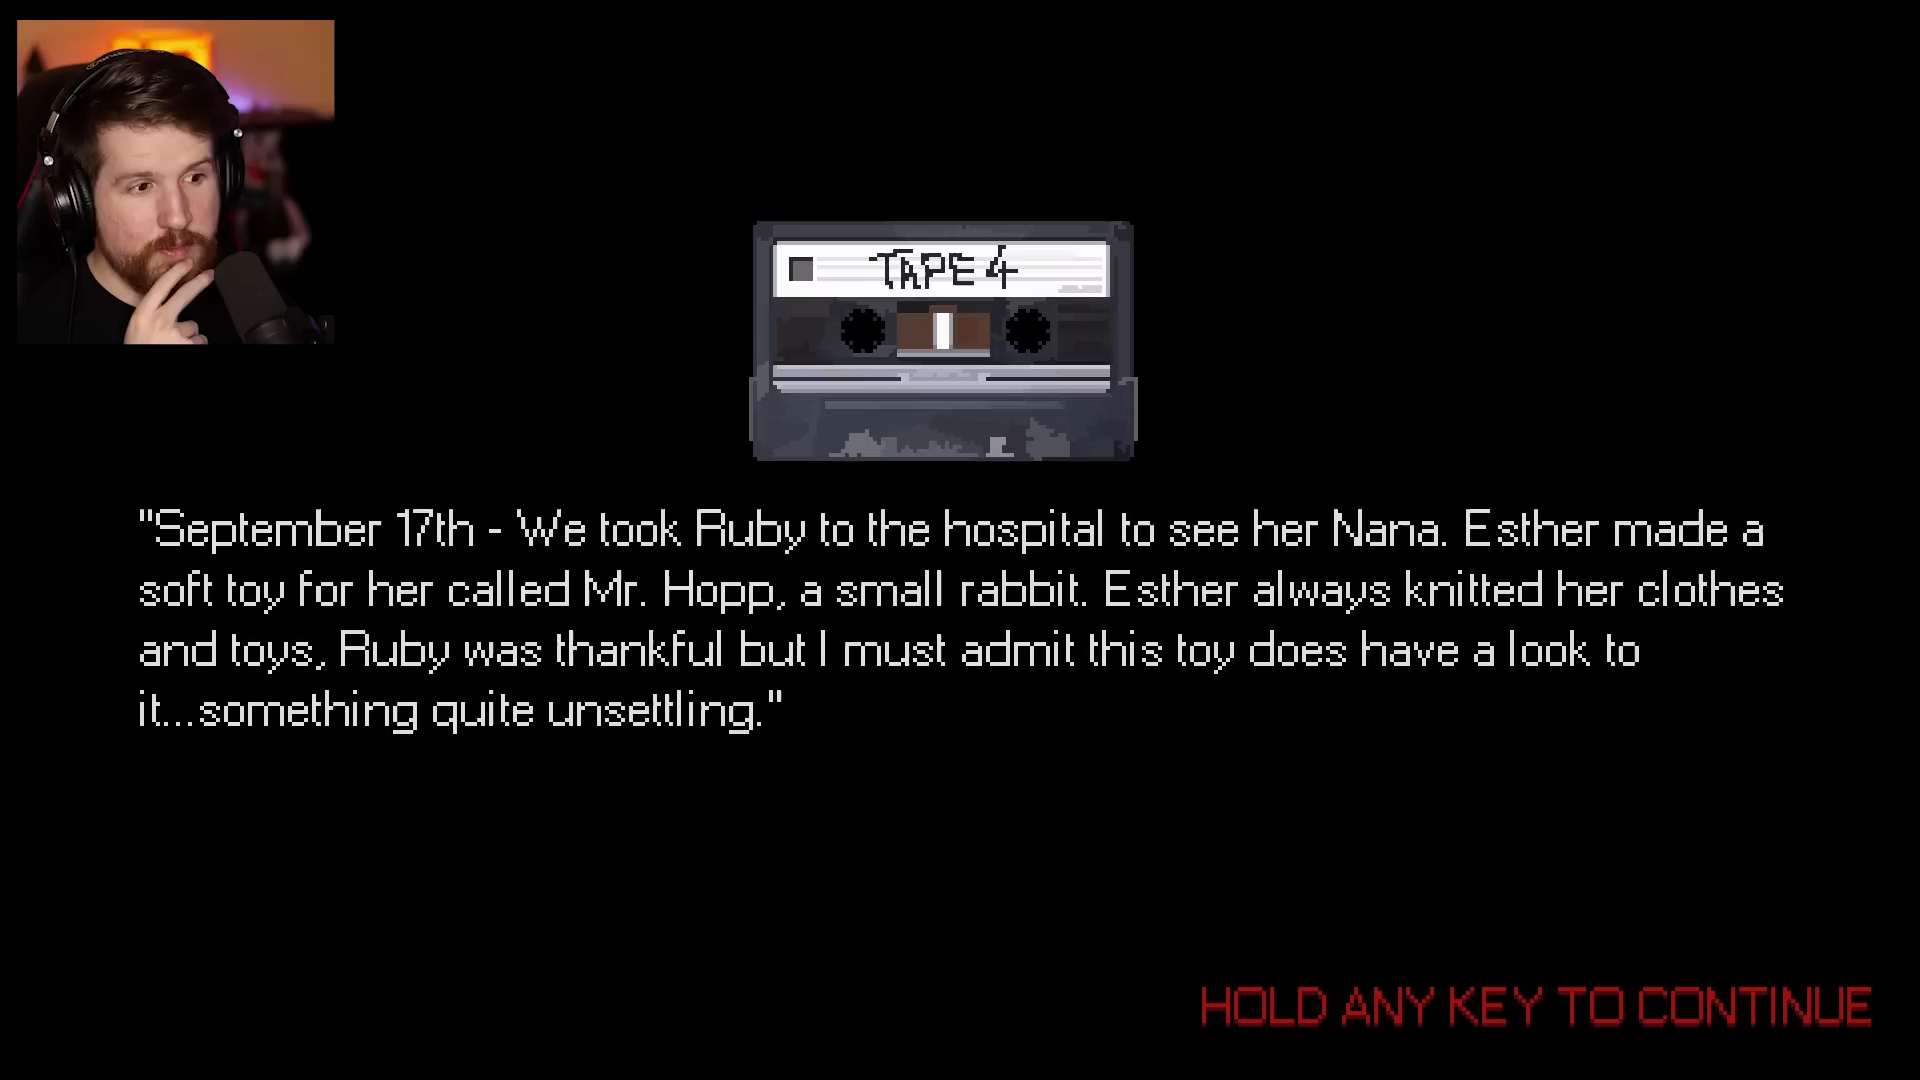 TAPE 4
"September 17th - We took Ruby to the hospital to see her Nana. Esther made a
soft toy for her called Mr. Hopp, a small rabbit. Esther always knitted her clothes
and toys, Ruby was thankful but I must admit this toy does have a look to
it...something quite unsettling."
HOLD ANY KEY TO CONTINUE